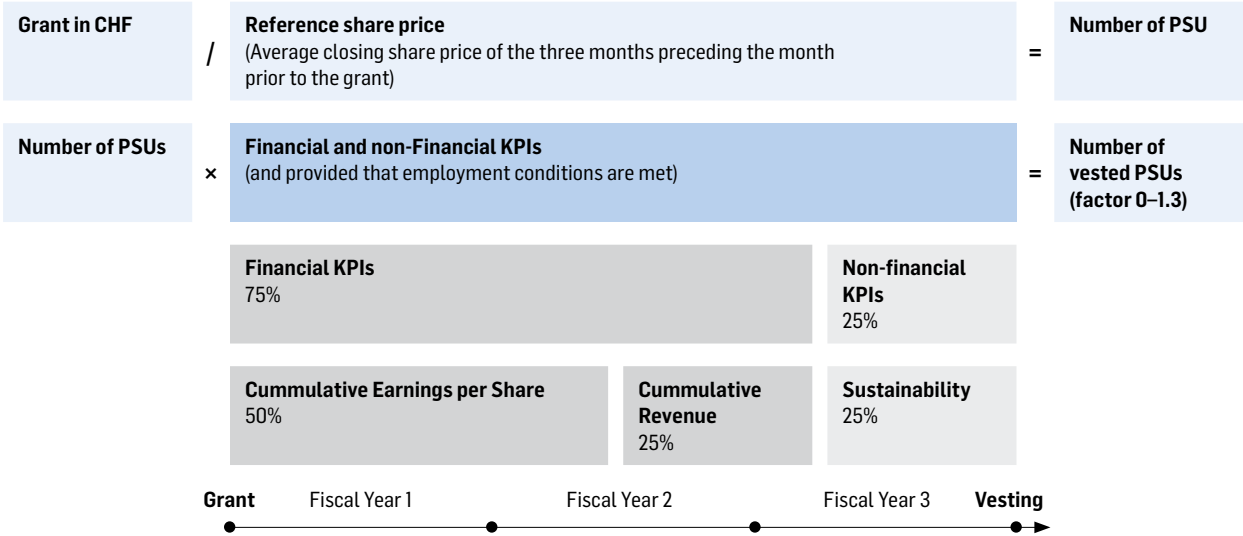 Grant in CHF
/
Reference share price
(Average closing share price of the three months preceding the month
prior to the grant)
=
Number of PSU
Number of PSUs
×
Financial and non-Financial KPIs
(and provided that employment conditions are met)
=
Number of
vested PSUs
(factor 0–1.3)
Financial KPIs
75%
Non-financial
KPIs
25%
Cummulative Earnings per Share
50%
Cummulative
Revenue
25%
Sustainability
25%
Grant
Fiscal Year 1
Fiscal Year 2
Fiscal Year 3
Vesting